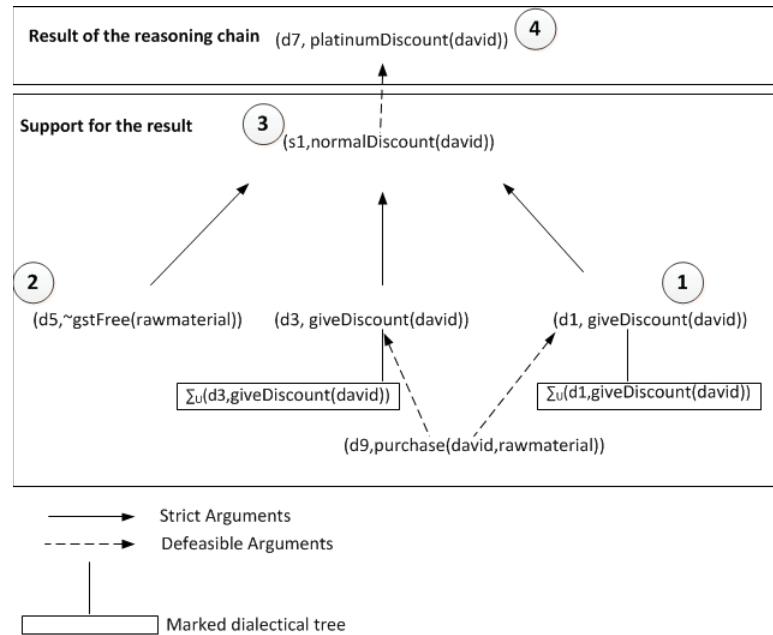 Result of the reasoning chain (d7, platinumDiscount(david)) 4
Support for the result 3
(s1,normalDiscount(david))
2 1
(d5,~gstFree(rawmaterial)) (d3, giveDiscount(david)) (d1, giveDiscount(david))
∑U(d3,giveDiscount(david)) ∑U(d1,giveDiscount(david))
(d9,purchase(david,rawmaterial))
Strict Arguments
Defeasible Arguments
Marked dialectical tree